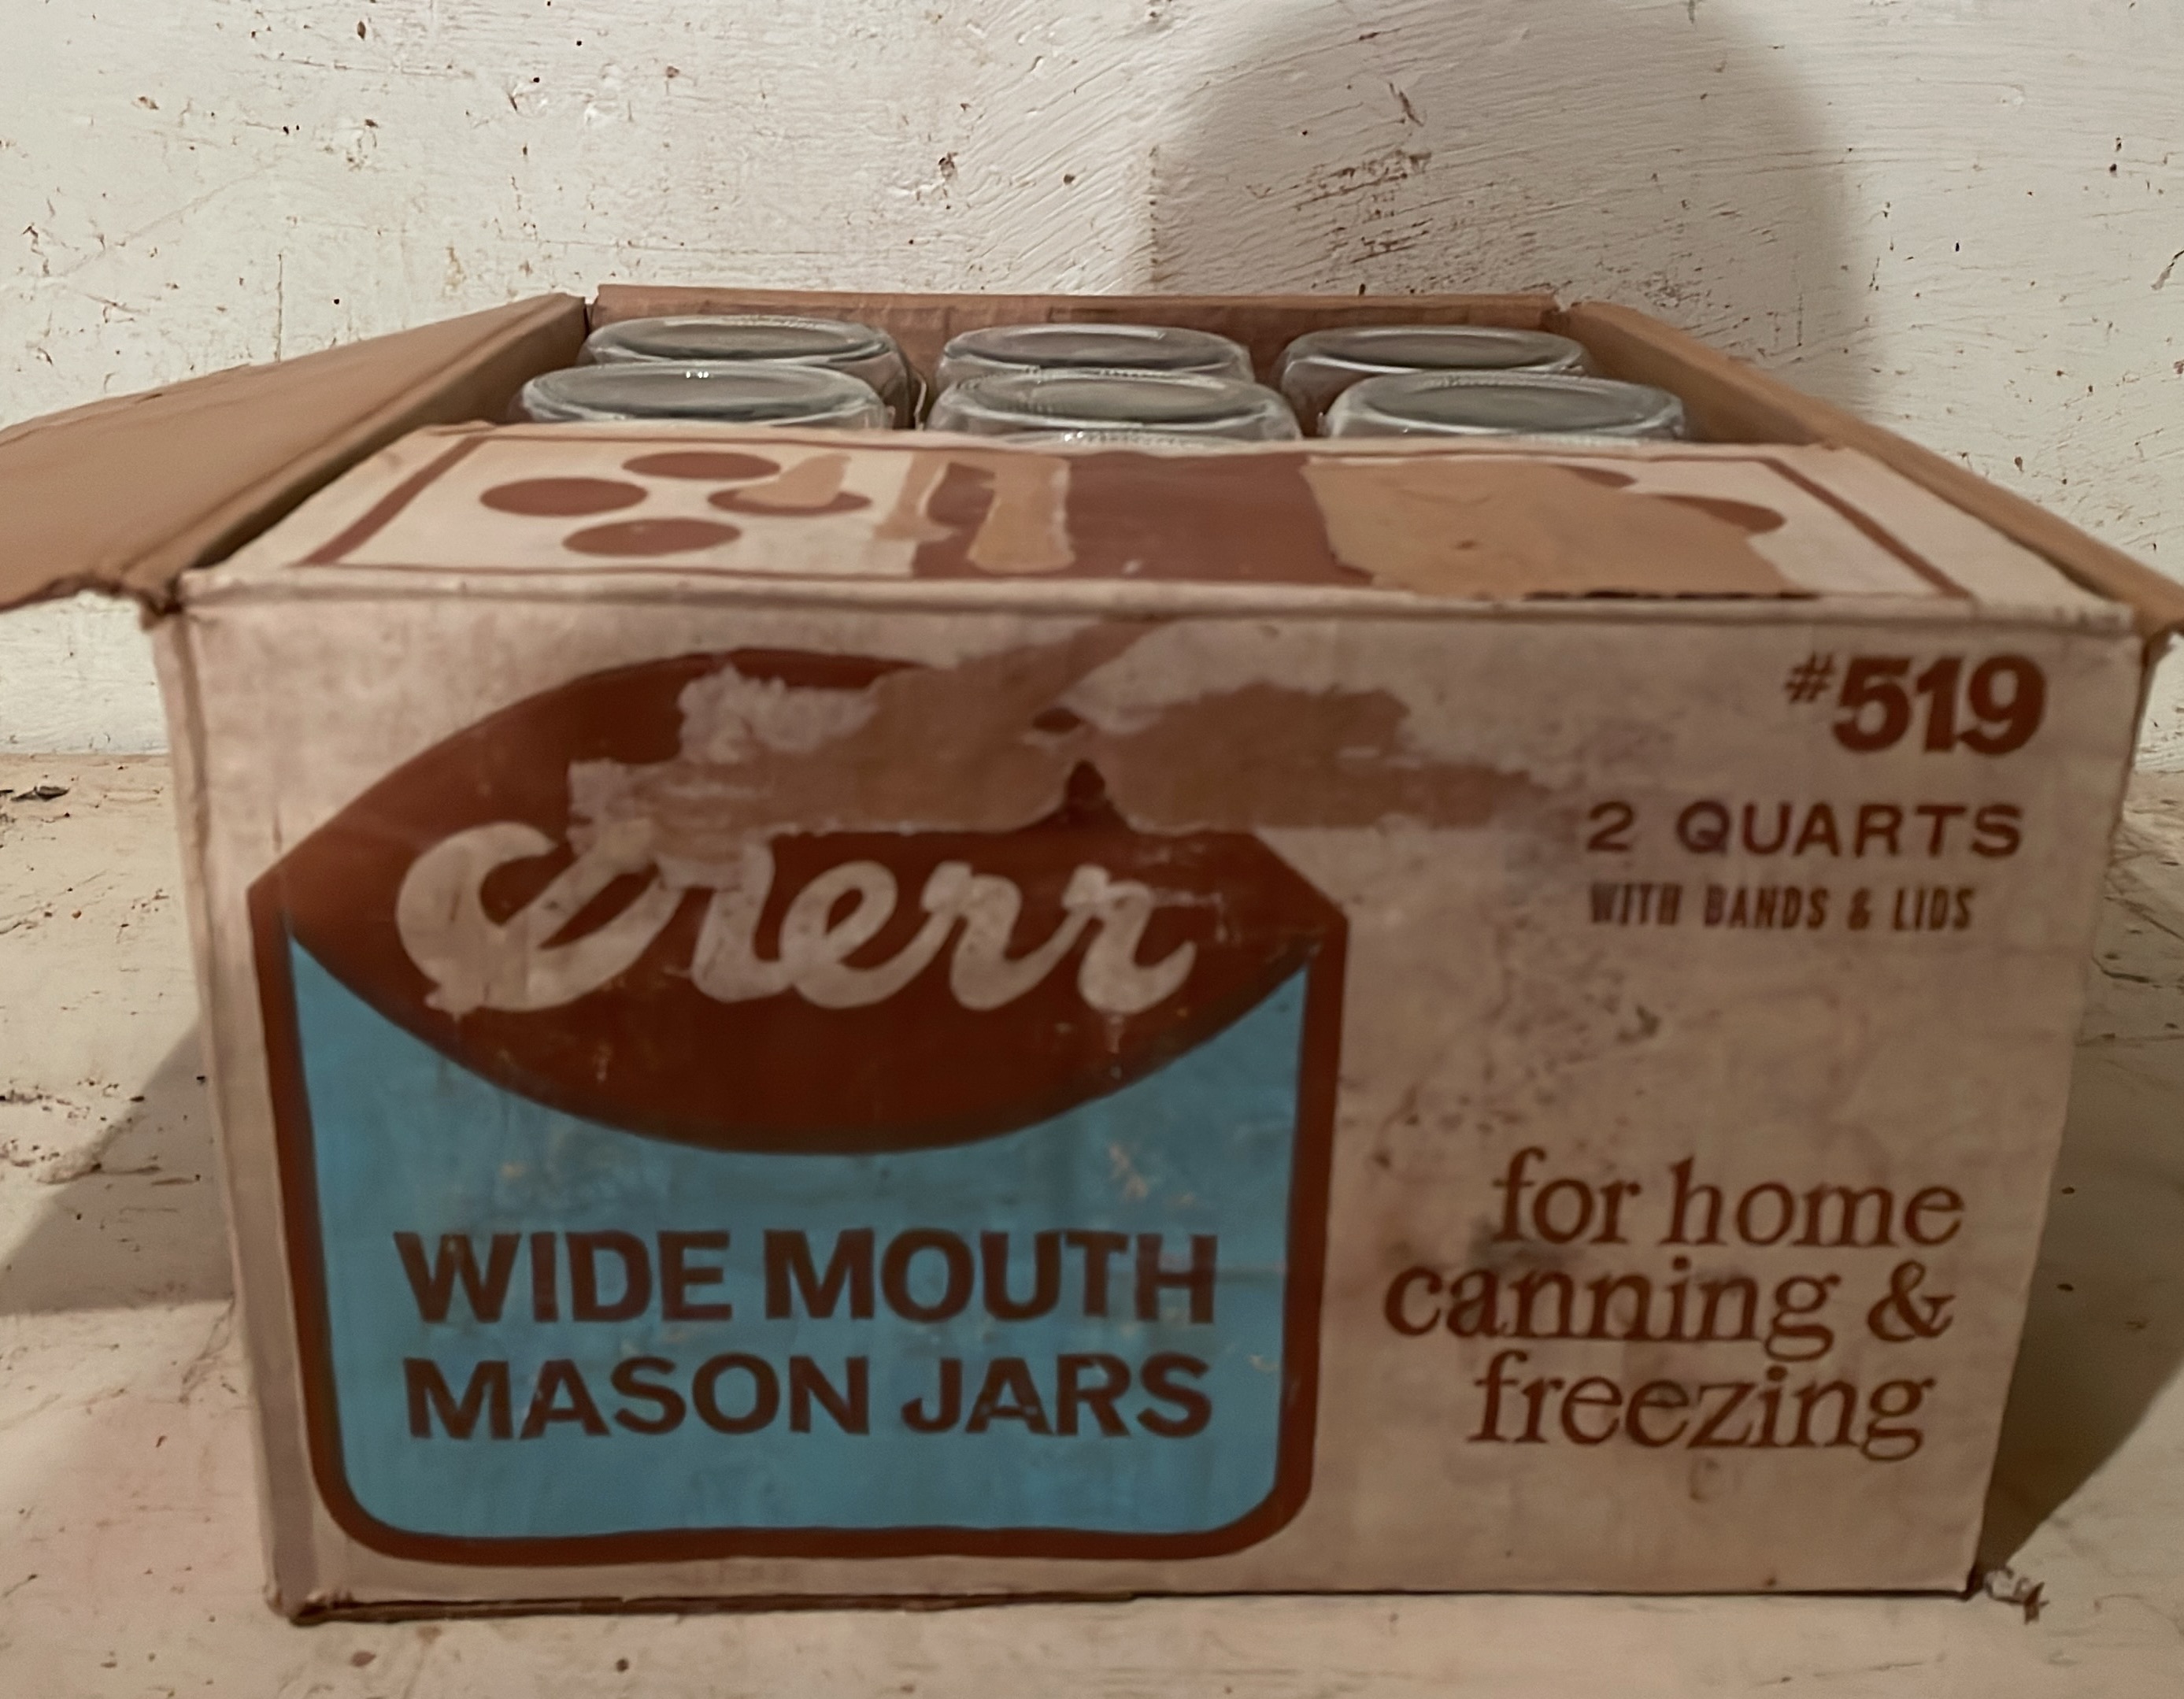 #519
2 QUARTS
WITH BANDS & LIDS
Kerr
WIDE MOUTH
MASON JARS
for home
canning &
freezing